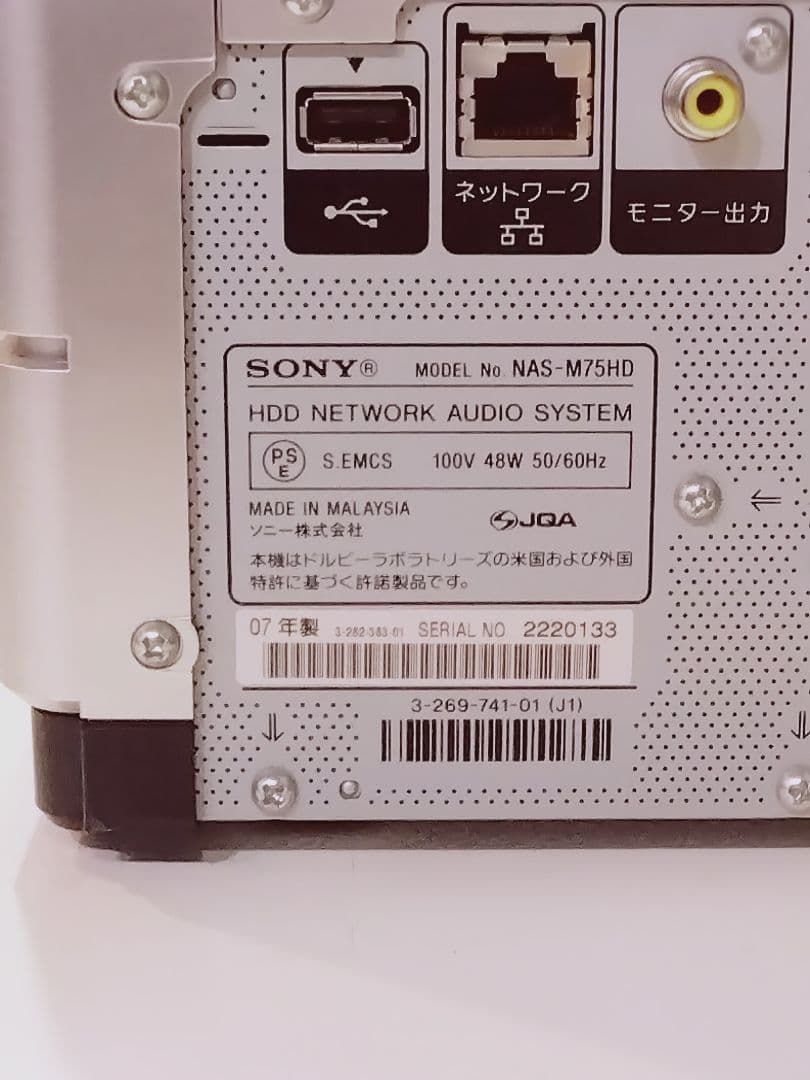 ネットワーク
モニター出力
SONY® MODEL No. NAS-M75HD
HDD NETWORK AUDIO SYSTEM
PSE S.EMCS 100V 48W 50/60Hz
MADE IN MALAYSIA
ソニー株式会社 JQA
本機はドルビーラボラトリーズの米国および外国
特許に基づく許諾製品です。
07年製 3-282-383-01 SERIAL NO. 2220133
3-269-741-01 (J1)